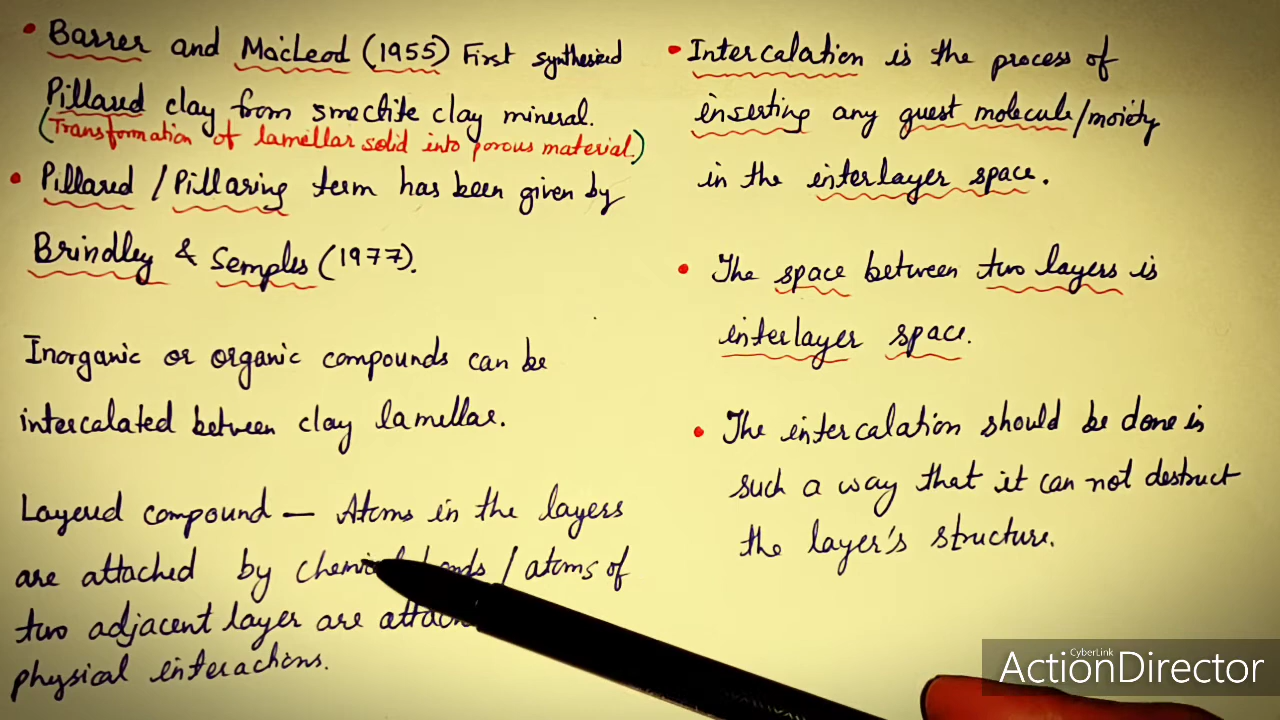 • Barrer and MacLeod (1955) First synthesized
Pillared clay from smectite clay mineral.
(Transformation of lamellar solid into porous material.)
• Pillared / Pillaring term has been given by
Brindley & Semples (1977).
Inorganic or organic compounds can be
intercalated between clay lamellar.
Layered compound — Atoms in the layers
are attached by bonds / atoms of
two adjacent layer are
physical interactions.
• Intercalation is the process of
inserting any guest molecule/moiety
in the interlayer space.
• The space between two layers is
interlayer space.
• The intercalation should be done in
such a way that it can not destruct
the layer's structure.
CyberLink
ActionDirector